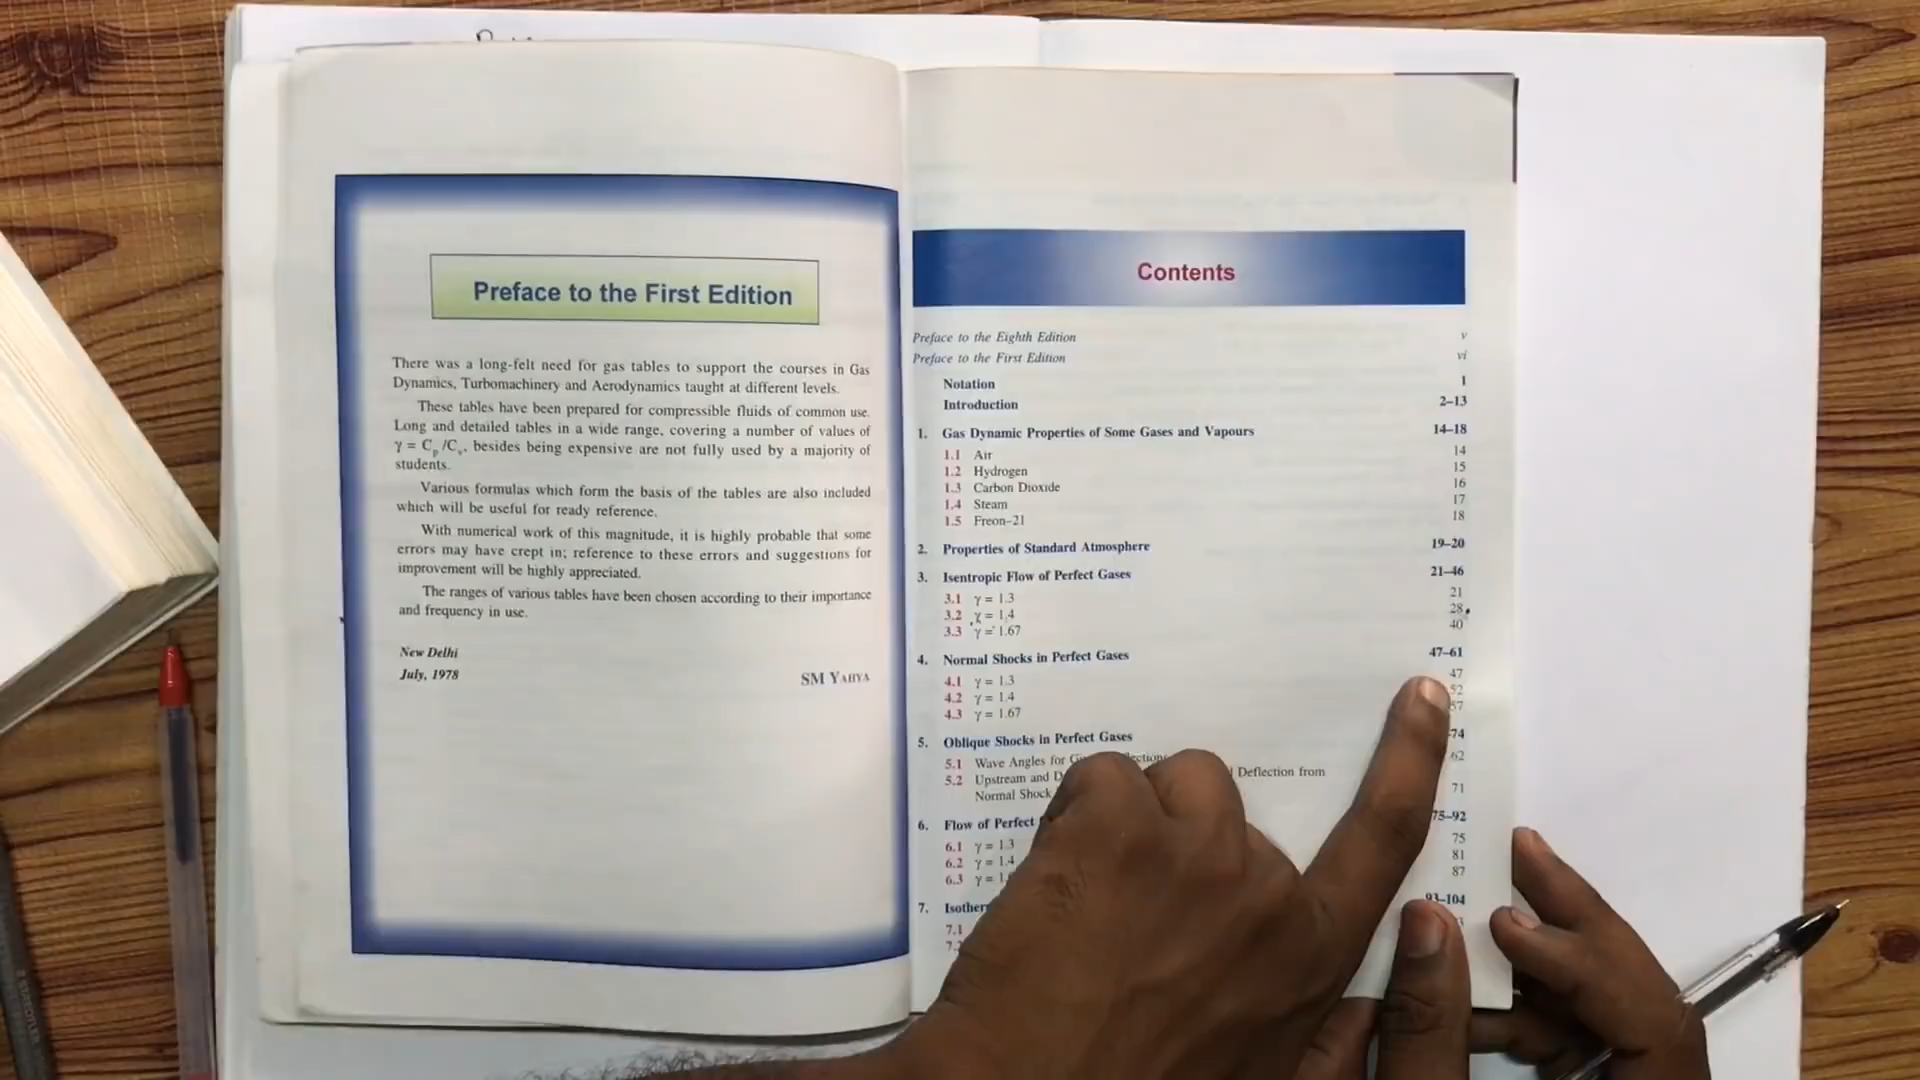 Preface to the First Edition
There was a long-felt need for gas tables to support the courses in Gas
Dynamics, Turbomachinery and Aerodynamics taught at different levels.
These tables have been prepared for compressible fluids of common use.
Long and detailed tables in a wide range, covering a number of values of
γ = Cp/Cv, besides being expensive are not fully used by a majority of
students.
Various formulas which form the basis of the tables are also included
which will be useful for ready reference.
With numerical work of this magnitude, it is highly probable that some
errors may have crept in; reference to these errors and suggestions for
improvement will be highly appreciated.
The ranges of various tables have been chosen according to their importance
and frequency in use.
New Delhi
July, 1978
SM YAHYA
Contents
Preface to the Eighth Edition v
Preface to the First Edition vi
Notation 1
Introduction 2–13
1. Gas Dynamic Properties of Some Gases and Vapours 14–18
1.1 Air 14
1.2 Hydrogen 15
1.3 Carbon Dioxide 16
1.4 Steam 17
1.5 Freon–21 18
2. Properties of Standard Atmosphere 19–20
3. Isentropic Flow of Perfect Gases 21–46
3.1 γ = 1.3 21
3.2 γ = 1.4 28
3.3 γ = 1.67 40
4. Normal Shocks in Perfect Gases 47–61
4.1 γ = 1.3 47
4.2 γ = 1.4 52
4.3 γ = 1.67 57
5. Oblique Shocks in Perfect Gases –74
5.1 Wave Angles for 62
5.2 Upstream and Deflection from
Normal Shock 71
6. Flow of Perfect 75–92
6.1 γ = 1.3 75
6.2 γ = 1.4 81
6.3 γ = 1. 87
7. 93–104
7.1
STAEDTLER